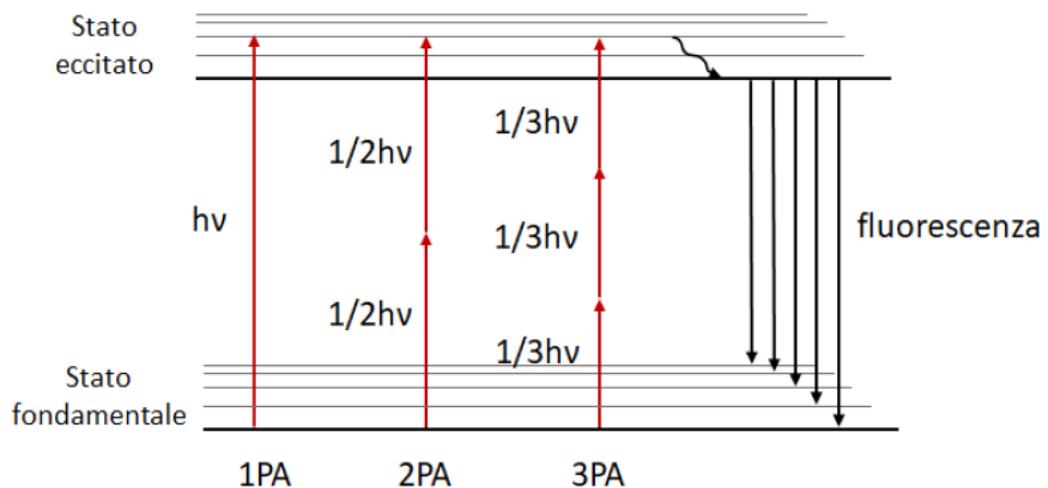 Stato
eccitato
hν
1/2hν
1/2hν
1/3hν
1/3hν
1/3hν
fluorescenza
Stato
fondamentale
1PA
2PA
3PA